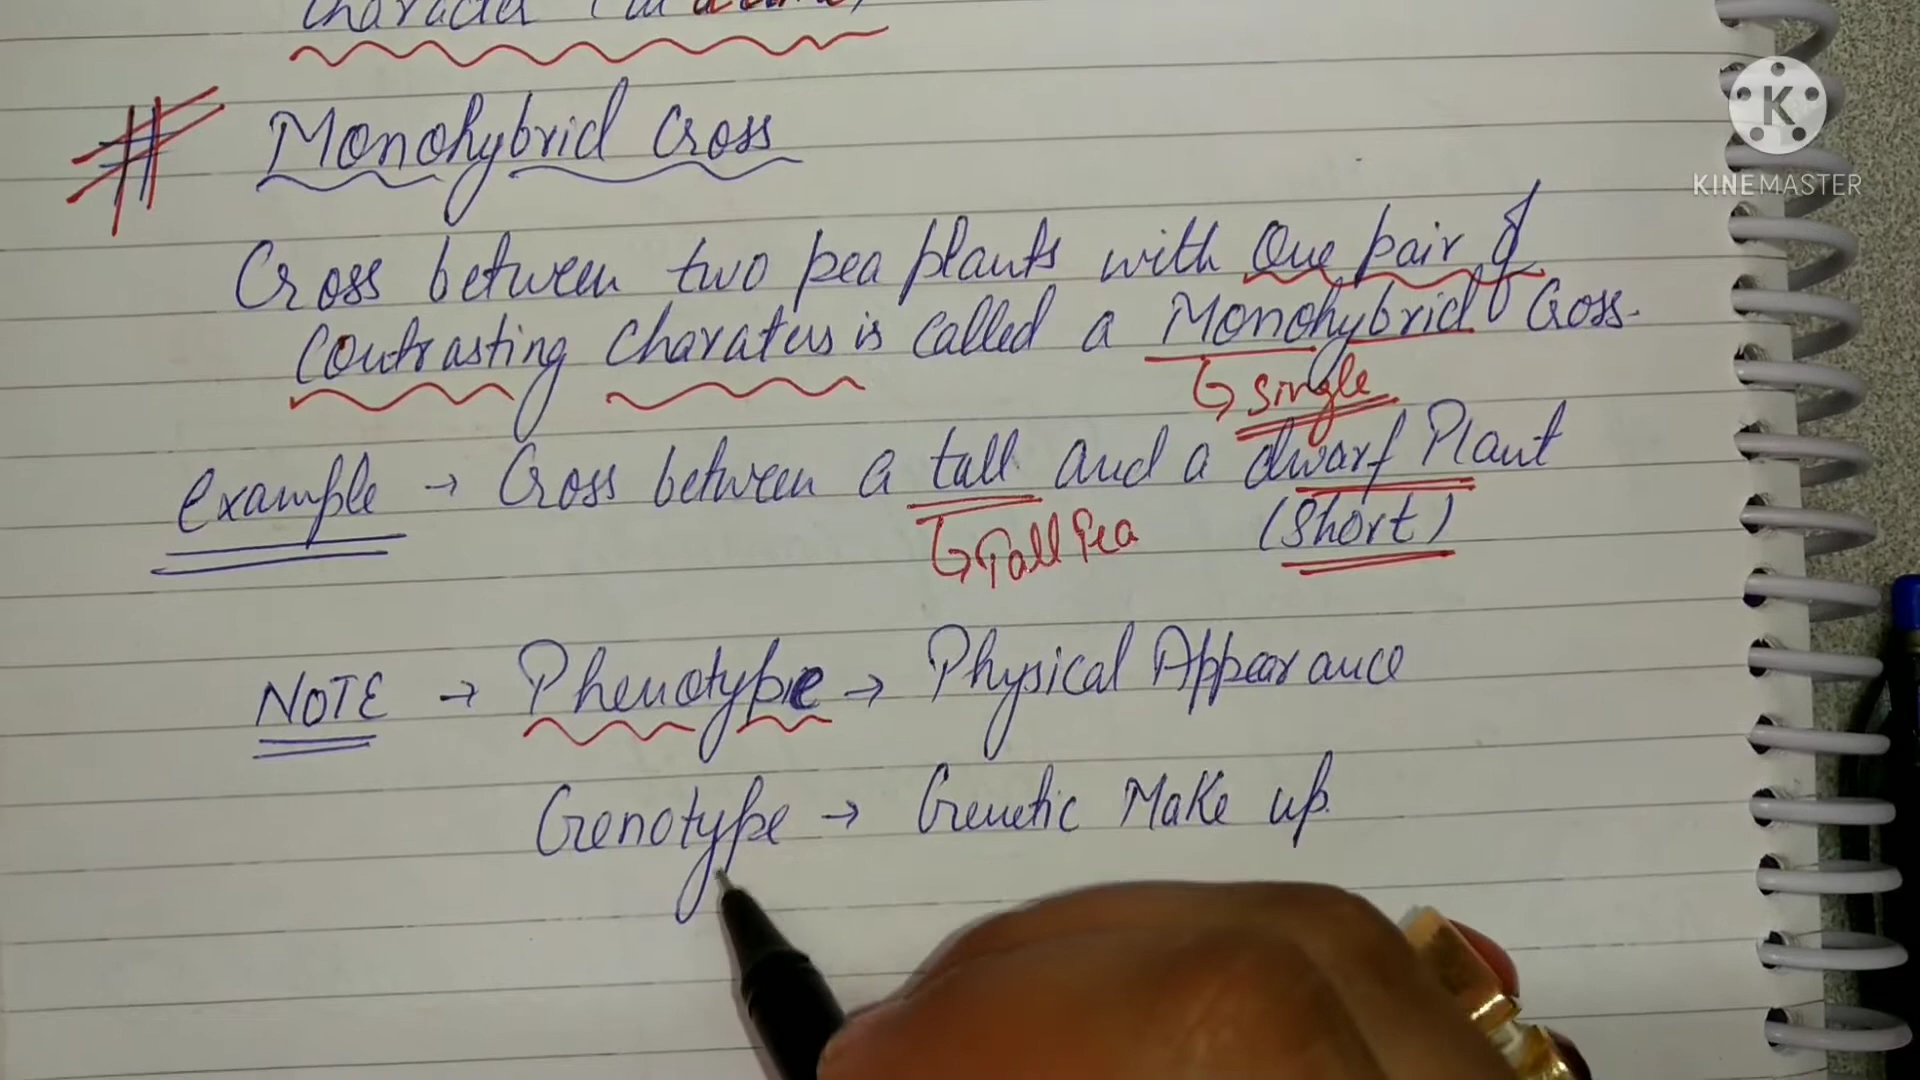 character (
# Monohybrid Cross
Cross between two pea plants with One pair of
Contrasting Charaters is called a Monohybrid Cross.
↳ Single
example → Cross between a tall and a dwarf Plant
↳ Tall Pea (Short)
NOTE → Phenotype → Physical Appearance
Genotype → Genetic Make up.
K
KINEMASTER